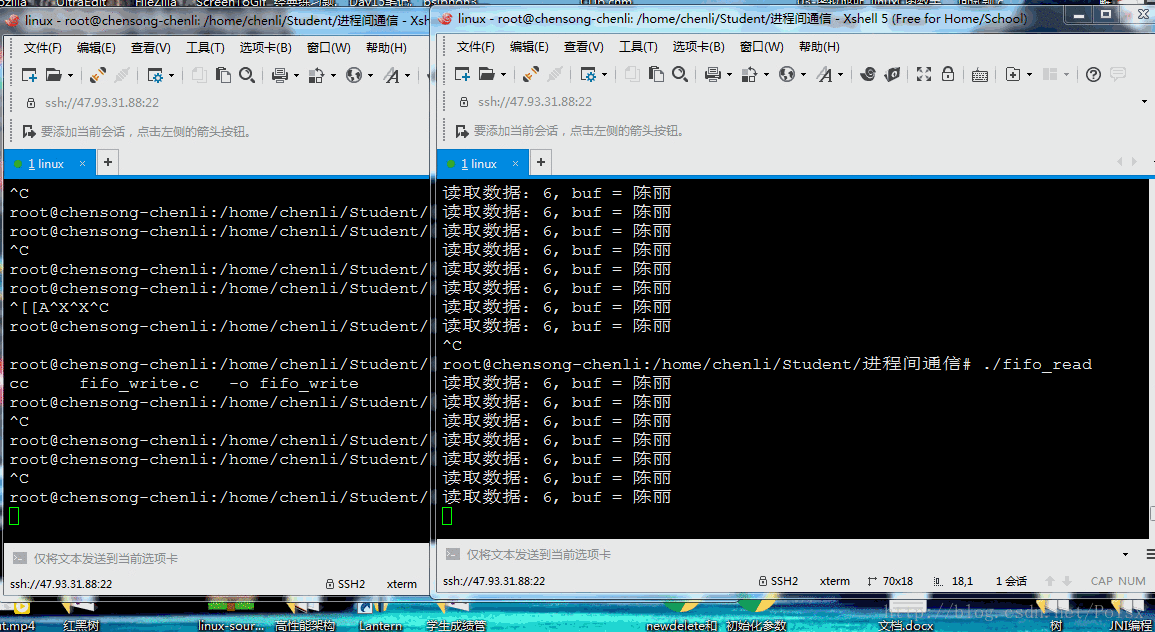 linux - root@chensong-chenli: /home/chenli/Student/进程间通信 - Xsh
文件(F) 编辑(E) 查看(V) 工具(T) 选项卡(B) 窗口(W) 帮助(H)
ssh://47.93.31.88:22
要添加当前会话，点击左侧的箭头按钮。
1 linux × +
^C
root@chensong-chenli:/home/chenli/Student/
root@chensong-chenli:/home/chenli/Student/
^C
root@chensong-chenli:/home/chenli/Student/
root@chensong-chenli:/home/chenli/Student/
^[[A^X^X^C
root@chensong-chenli:/home/chenli/Student/
root@chensong-chenli:/home/chenli/Student/
cc     fifo_write.c   -o fifo_write
root@chensong-chenli:/home/chenli/Student/
^C
root@chensong-chenli:/home/chenli/Student/
root@chensong-chenli:/home/chenli/Student/
^C
root@chensong-chenli:/home/chenli/Student/
仅将文本发送到当前选项卡
ssh://47.93.31.88:22 SSH2 xterm
linux - root@chensong-chenli: /home/chenli/Student/进程间通信 - Xshell 5 (Free for Home/School)
文件(F) 编辑(E) 查看(V) 工具(T) 选项卡(B) 窗口(W) 帮助(H)
ssh://47.93.31.88:22
要添加当前会话，点击左侧的箭头按钮。
1 linux × +
读取数据：6, buf = 陈丽
读取数据：6, buf = 陈丽
读取数据：6, buf = 陈丽
读取数据：6, buf = 陈丽
读取数据：6, buf = 陈丽
读取数据：6, buf = 陈丽
读取数据：6, buf = 陈丽
读取数据：6, buf = 陈丽
^C
root@chensong-chenli:/home/chenli/Student/进程间通信# ./fifo_read
读取数据：6, buf = 陈丽
读取数据：6, buf = 陈丽
读取数据：6, buf = 陈丽
读取数据：6, buf = 陈丽
读取数据：6, buf = 陈丽
读取数据：6, buf = 陈丽
读取数据：6, buf = 陈丽
仅将文本发送到当前选项卡
ssh://47.93.31.88:22 SSH2 xterm 70x18 18,1 1 会话 CAP NUM
ut.mp4 红黑树 linux-sour... 高性能架构 Lantern 学生成绩管 newdelete和 初始化参数 文档.docx 树 JNI编程